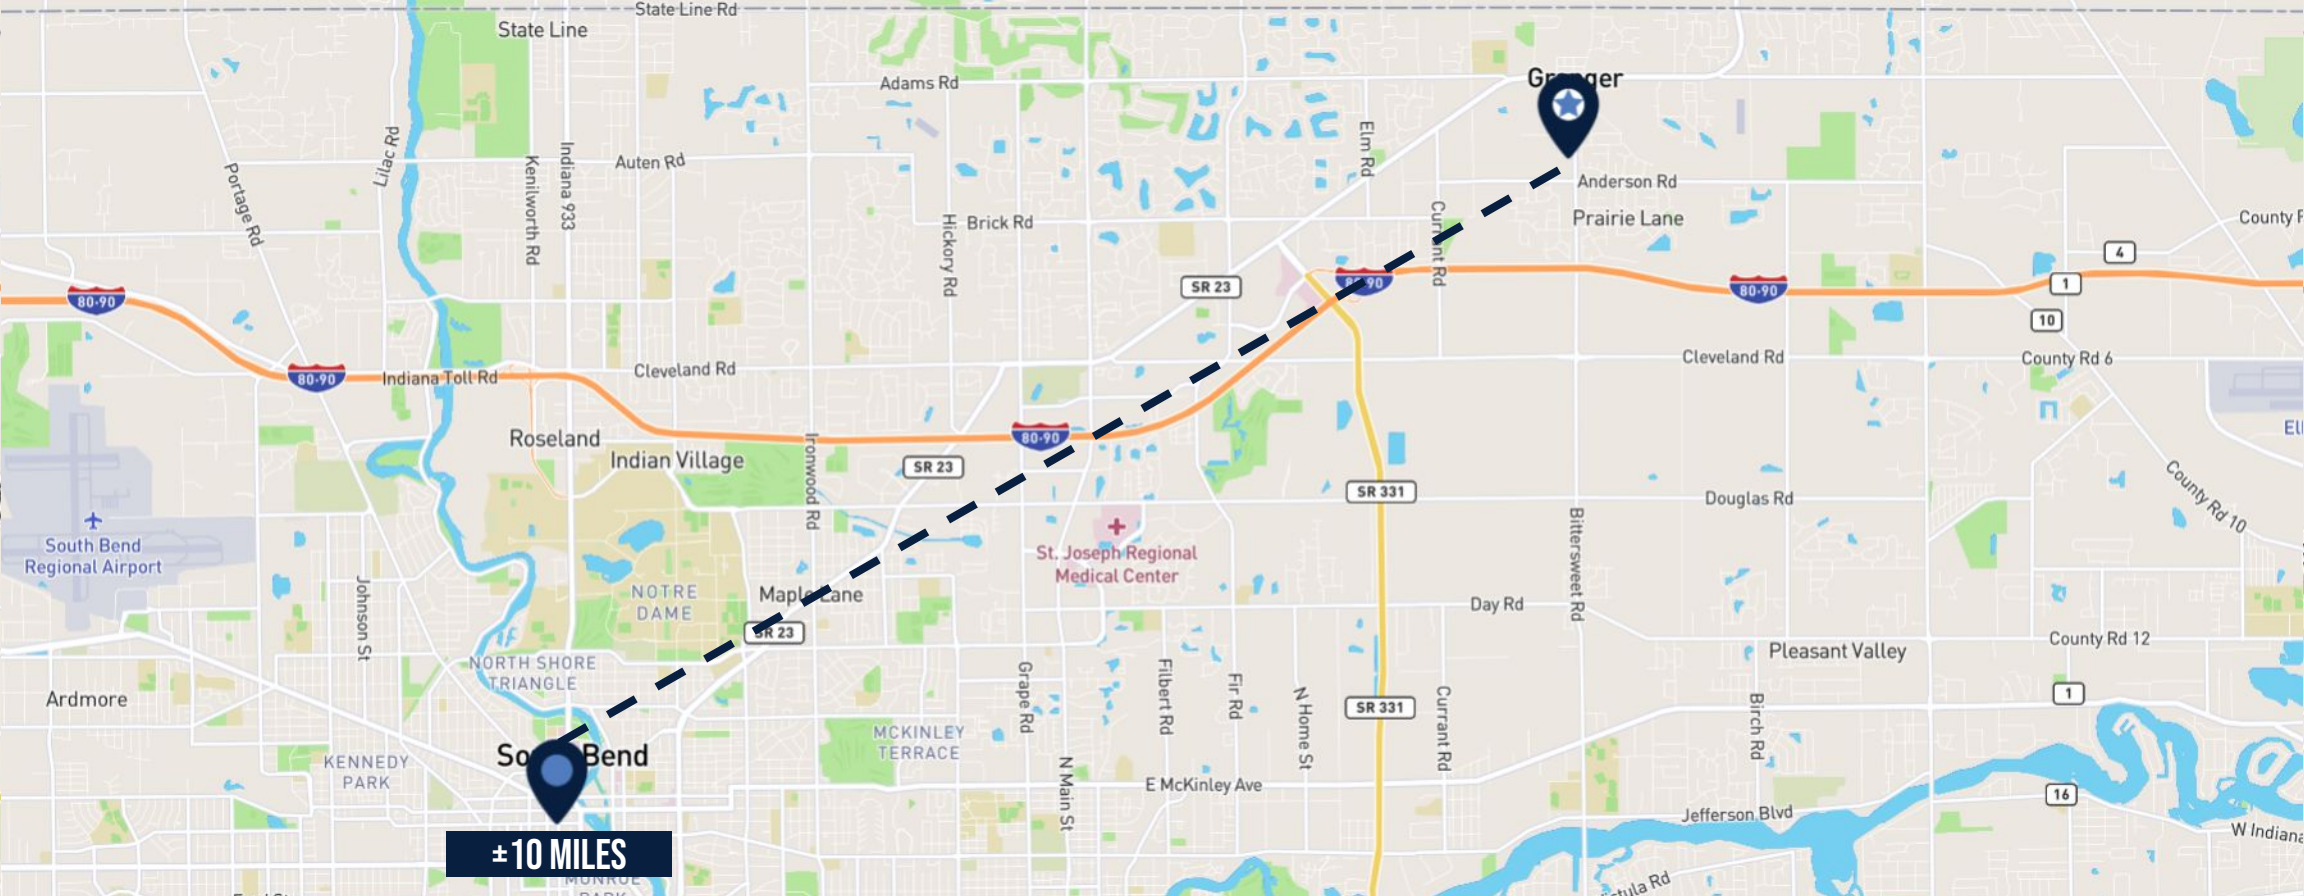 State Line Rd
State Line
Adams Rd
Granger
Lilac Rd
Kenilworth Rd
Indiana 933
Auten Rd
Elm Rd
Portage Rd
Anderson Rd
Hickory Rd
Brick Rd
Currant Rd
Prairie Lane
County
4
80-90
SR 23
80-90
80-90
1
10
80-90
Indiana Toll Rd
Cleveland Rd
Cleveland Rd
County Rd 6
Roseland
Indian Village
80-90
Ironwood Rd
SR 23
SR 331
Douglas Rd
County Rd 10
South Bend
Regional Airport
St. Joseph Regional
Medical Center
Bittersweet Rd
Johnson St
NOTRE
DAME
Maple Lane
Day Rd
SR 23
County Rd 12
Pleasant Valley
NORTH SHORE
TRIANGLE
Ardmore
Grape Rd
Filbert Rd
Fir Rd
N Home St
SR 331
Currant Rd
Birch Rd
1
MCKINLEY
TERRACE
South Bend
KENNEDY
PARK
N Main St
E McKinley Ave
16
Jefferson Blvd
W Indiana
±10 MILES
MONROE
PARK